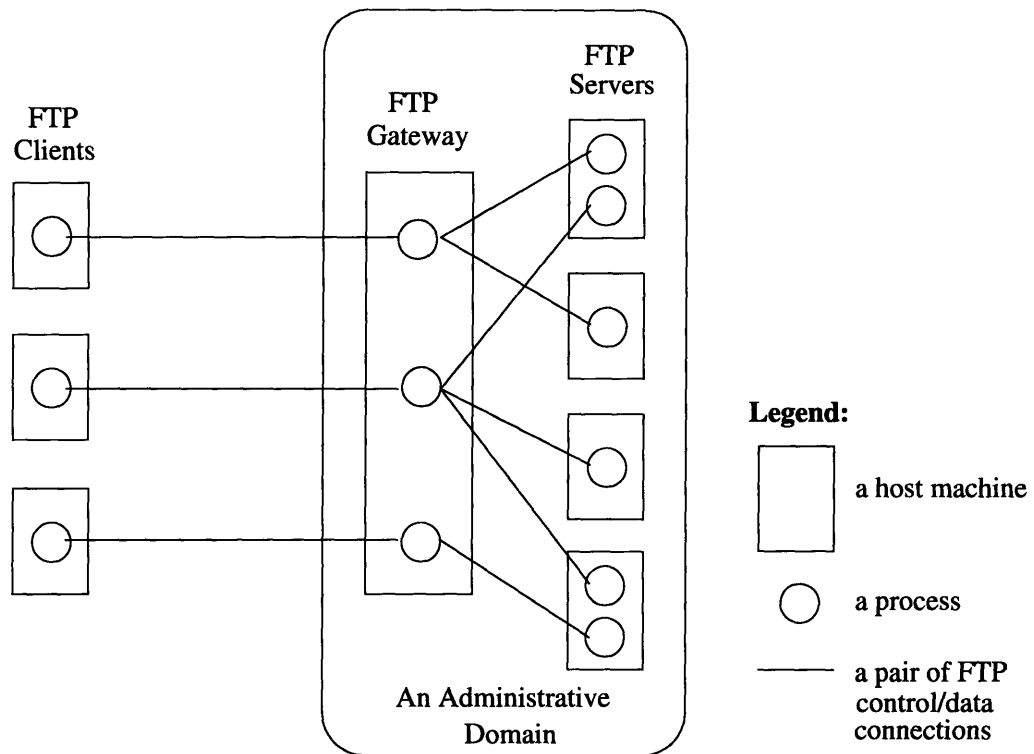 FTP
Clients
FTP
Gateway
FTP
Servers
An Administrative
Domain
Legend:
a host machine
a process
a pair of FTP
control/data
connections